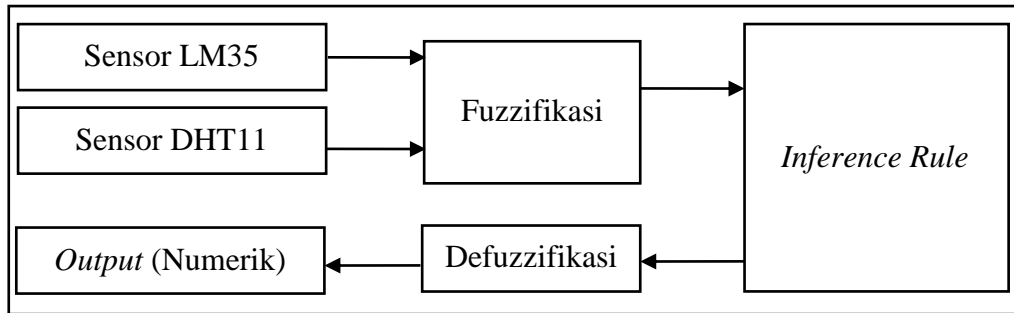 Sensor LM35
Sensor DHT11
Fuzzifikasi
Inference Rule
Output (Numerik)
Defuzzifikasi